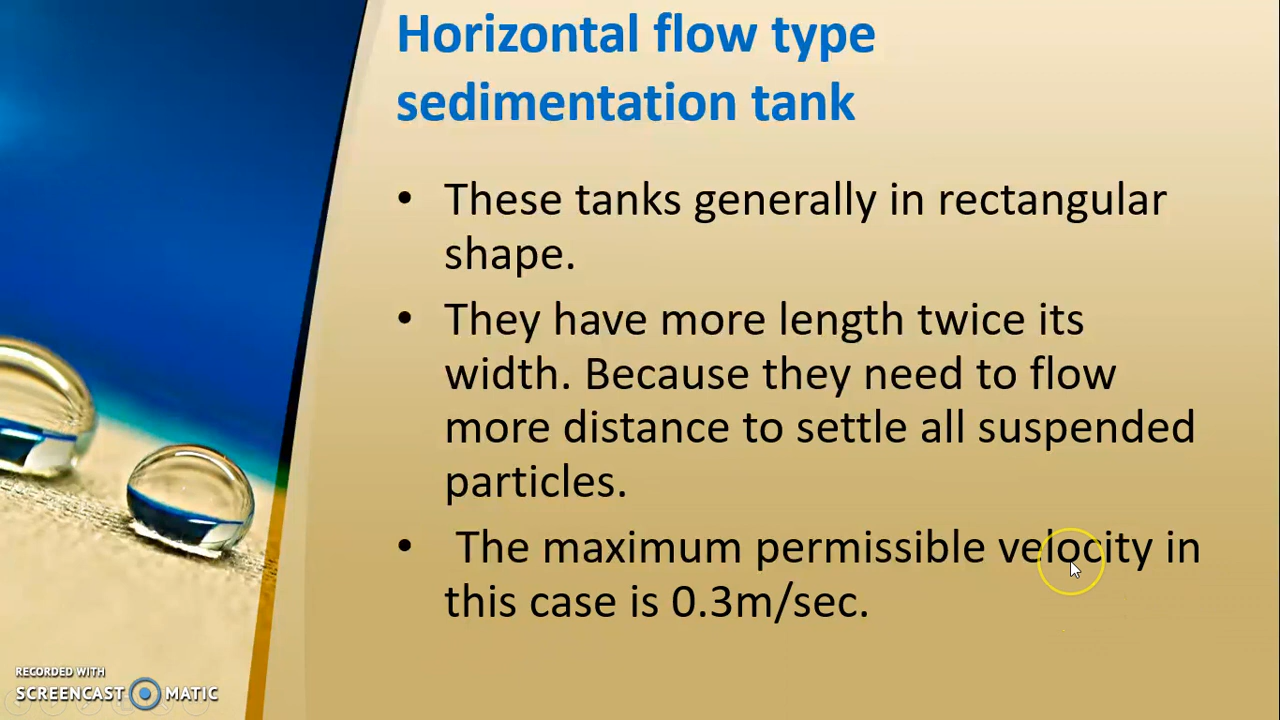 Horizontal flow type
sedimentation tank
• These tanks generally in rectangular
shape.
• They have more length twice its
width. Because they need to flow
more distance to settle all suspended
particles.
• The maximum permissible velocity in
this case is 0.3m/sec.
RECORDED WITH
SCREENCAST MATIC